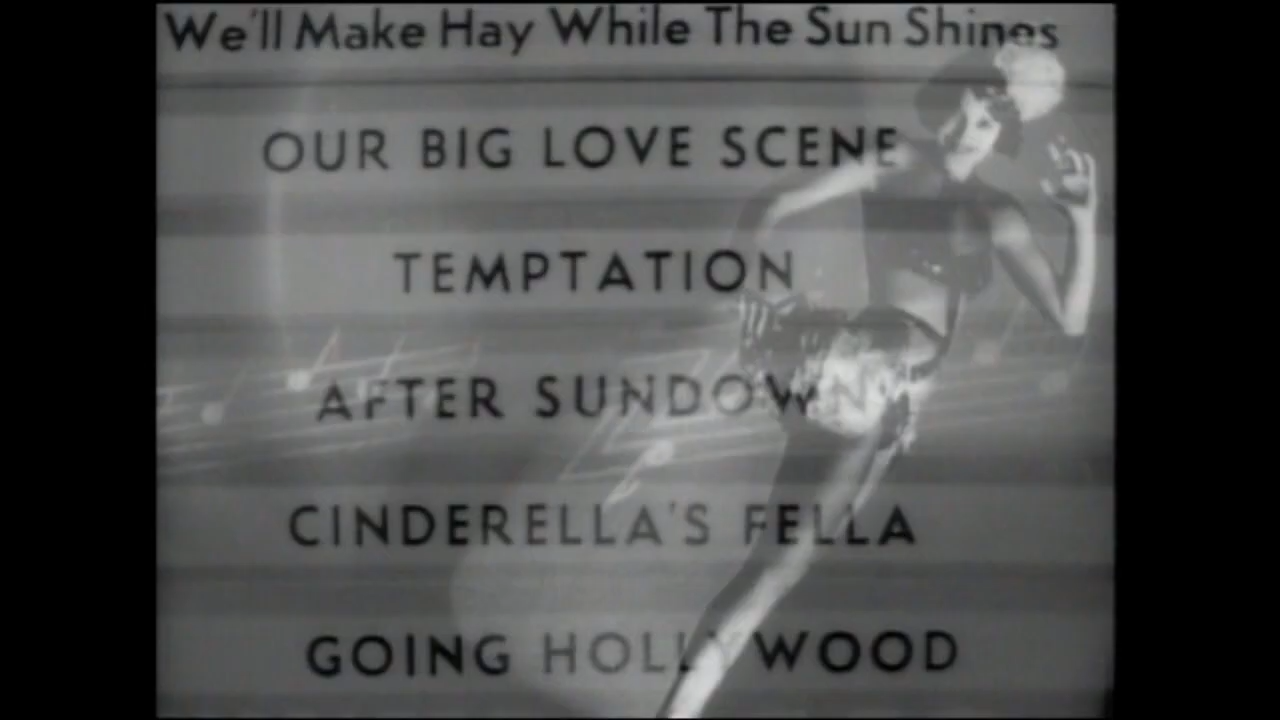 We'll Make Hay While The Sun Shines
OUR BIG LOVE SCENE
TEMPTATION
AFTER SUNDOWN
CINDERELLA'S FELLA
GOING HOLLYWOOD